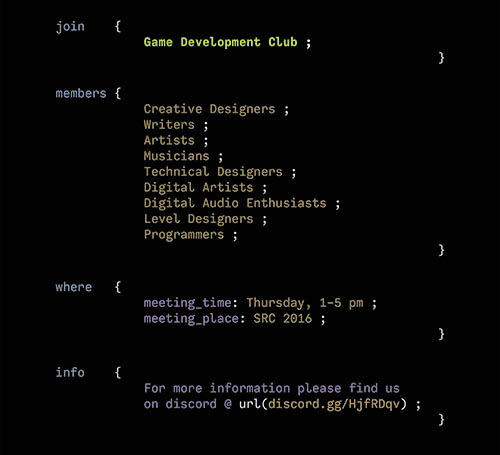 join {
Game Development Club ;
}
members {
Creative Designers ;
Writers ;
Artists ;
Musicians ;
Technical Designers ;
Digital Artists ;
Digital Audio Enthusiasts ;
Level Designers ;
Programmers ;
}
where {
meeting_time: Thursday, 1-5 pm ;
meeting_place: SRC 2016 ;
}
info {
For more information please find us
on discord @ url(discord.gg/HjfRDqv) ;
}